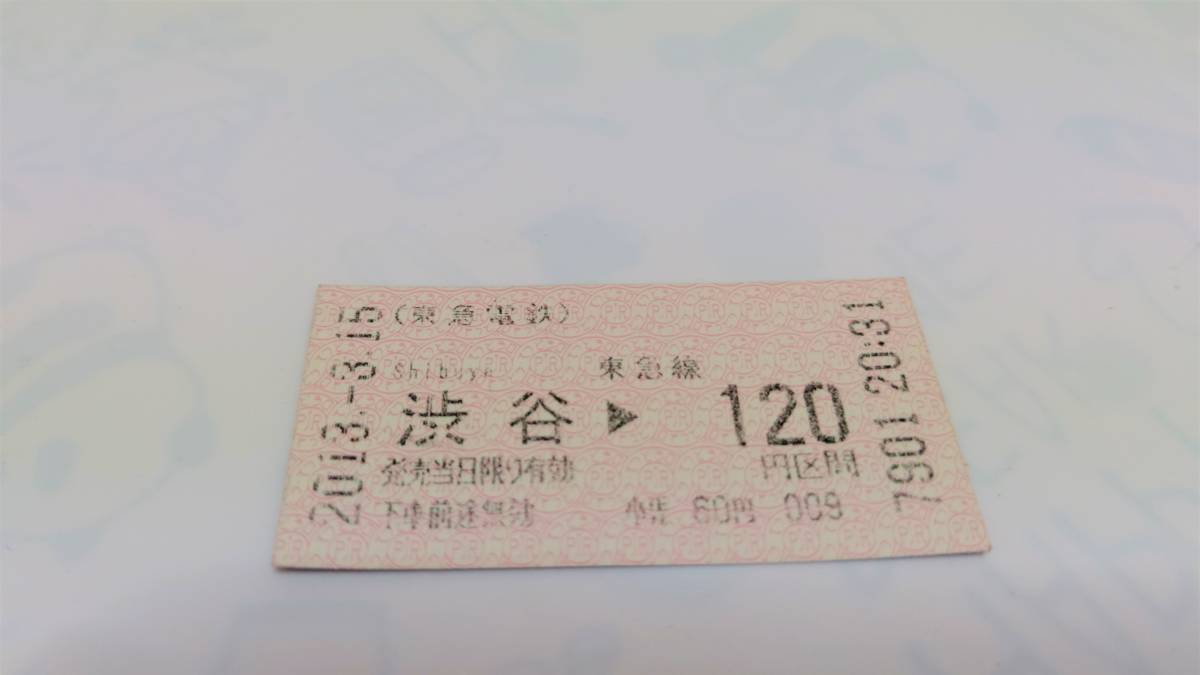 (東急電鉄)
Shibuya 東急線
渋谷▶120
発売当日限り有効 円区間
下車前途無効 小児 60円 009
2013.-3.15
7901 20:31